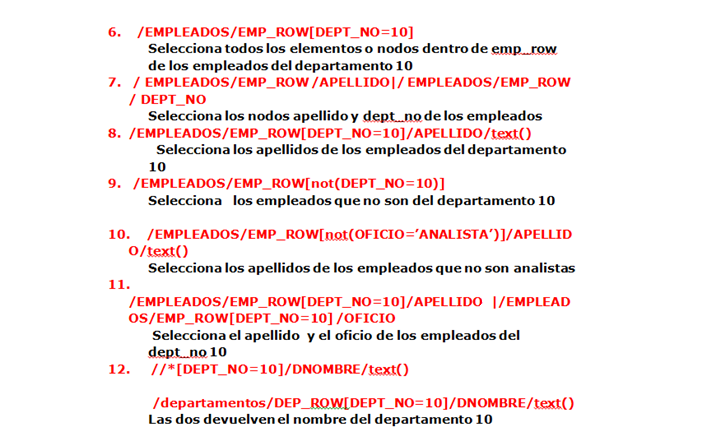 6. /EMPLEADOS/EMP_ROW[DEPT_NO=10]
Selecciona todos los elementos o nodos dentro de emp_row
de los empleados del departamento 10
7. / EMPLEADOS/EMP_ROW /APELLIDO|/ EMPLEADOS/EMP_ROW
/ DEPT_NO
Selecciona los nodos apellido y dept_no de los empleados
8. /EMPLEADOS/EMP_ROW[DEPT_NO=10]/APELLIDO/text()
Selecciona los apellidos de los empleados del departamento
10
9. /EMPLEADOS/EMP_ROW[not(DEPT_NO=10)]
Selecciona los empleados que no son del departamento 10
10. /EMPLEADOS/EMP_ROW[not(OFICIO=’ANALISTA’)]/APELLID
O/text()
Selecciona los apellidos de los empleados que no son analistas
11.
/EMPLEADOS/EMP_ROW[DEPT_NO=10]/APELLIDO |/EMPLEAD
OS/EMP_ROW[DEPT_NO=10] /OFICIO
Selecciona el apellido y el oficio de los empleados del
dept_no 10
12. //*[DEPT_NO=10]/DNOMBRE/text()
/departamentos/DEP_ROW[DEPT_NO=10]/DNOMBRE/text()
Las dos devuelven el nombre del departamento 10